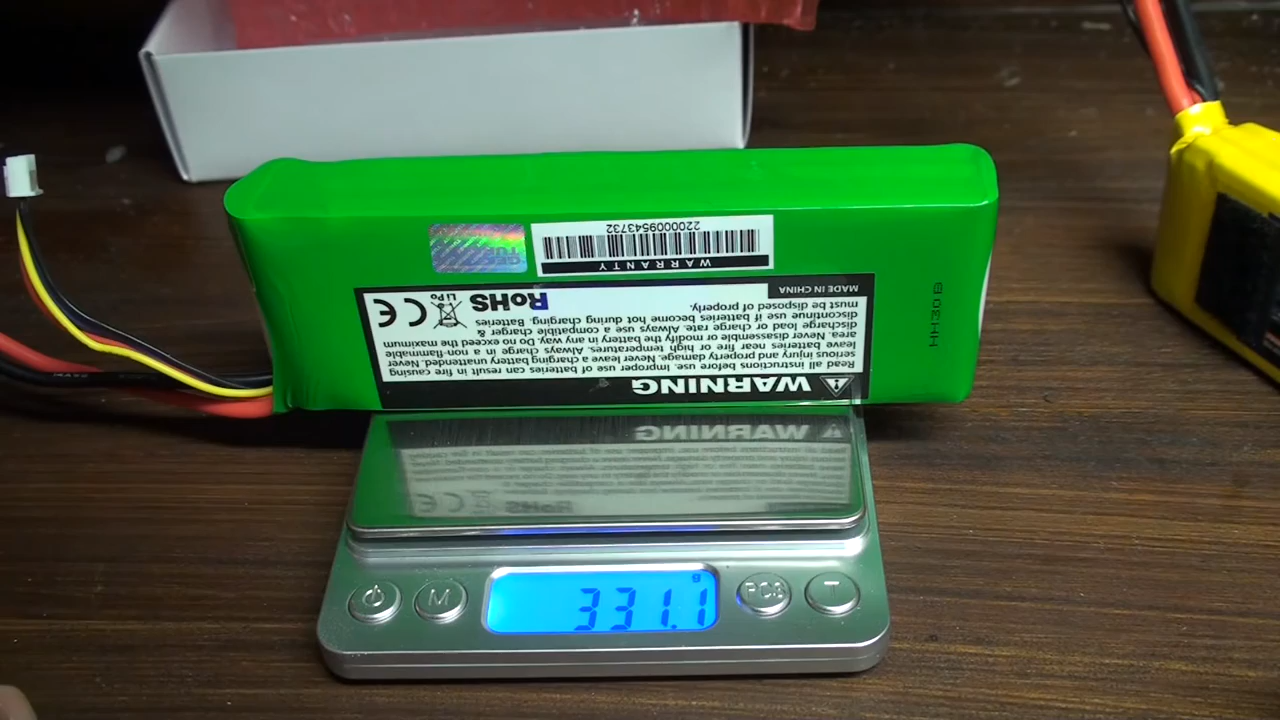 2200009543732
WARRANTY
WARNING
Read all instructions before use. Improper use of batteries can result in fire causing
serious injury and property damage. Never leave a charging battery unattended. Never
leave batteries near fire or high temperatures. Always charge in a non-flammable
area. Never disassemble or modify the battery in any way. Do no exceed the maximum
discharge or load or charge rate. Always use a compatible charger &
discontinue use if batteries become hot during charging. Batteries
must be disposed of properly.
MADE IN CHINA
RoHS
LiPo
CE
HH30B
331.1
g
M
PCS
T